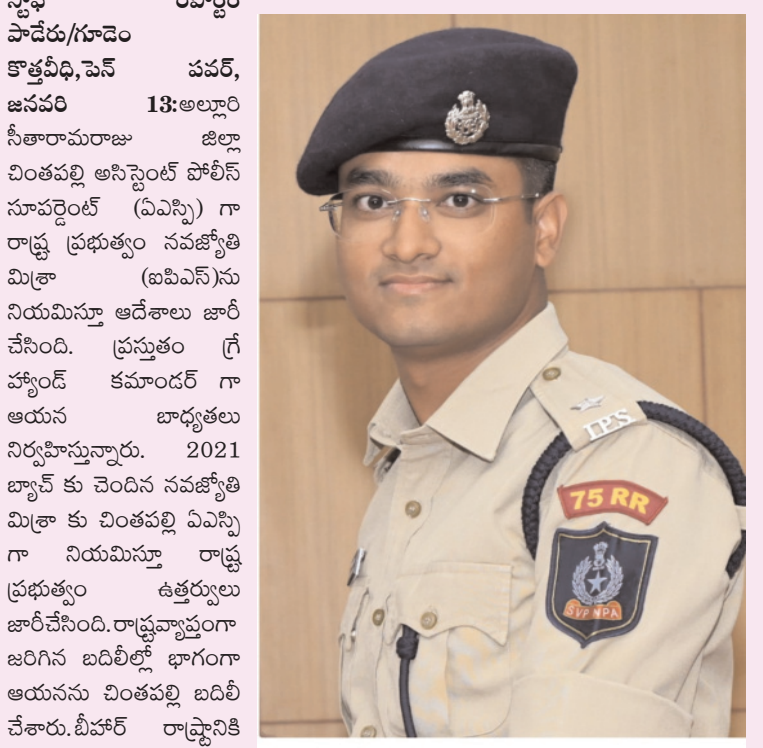 స్టాఫ్ రిపోర్టర్
పాడేరు/గూడెం
కొత్తవీధి,పెన్ పవర్,
జనవరి 13:అల్లూరి
సీతారామరాజు జిల్లా
చింతపల్లి అసిస్టెంట్ పోలీస్
సూపర్డెంట్ (ఏఎస్పి) గా
రాష్ట్ర ప్రభుత్వం నవజ్యోతి
మిశ్రా (ఐపిఎస్)ను
నియమిస్తూ ఆదేశాలు జారీ
చేసింది. ప్రస్తుతం గ్రే
హ్యాండ్ కమాండర్ గా
ఆయన బాధ్యతలు
నిర్వహిస్తున్నారు. 2021
బ్యాచ్ కు చెందిన నవజ్యోతి
మిశ్రా కు చింతపల్లి ఏఎస్పి
గా నియమిస్తూ రాష్ట్ర
ప్రభుత్వం ఉత్తర్వులు
జారీచేసింది.రాష్ట్రవ్యాప్తంగా
జరిగిన బదిలీల్లో భాగంగా
ఆయనను చింతపల్లి బదిలీ
చేశారు.బీహార్ రాష్ట్రానికి
IPS
75 RR
SVP NPA